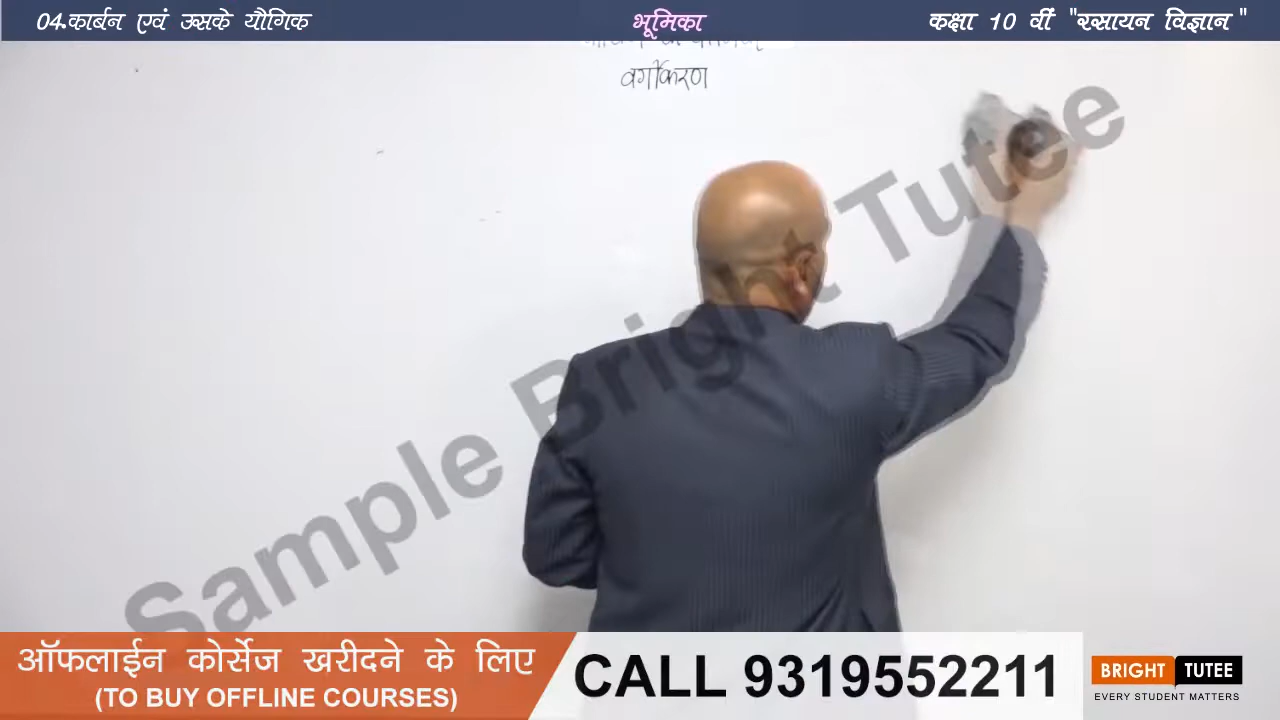 04.कार्बन एवं उसके यौगिक
भूमिका
कक्षा 10 वीं "रसायन विज्ञान"
वर्गीकरण
Sample Bright Tutee
ऑफलाईन कोर्सेज खरीदने के लिए
(TO BUY OFFLINE COURSES)
CALL 9319552211
BRIGHT TUTEE
EVERY STUDENT MATTERS